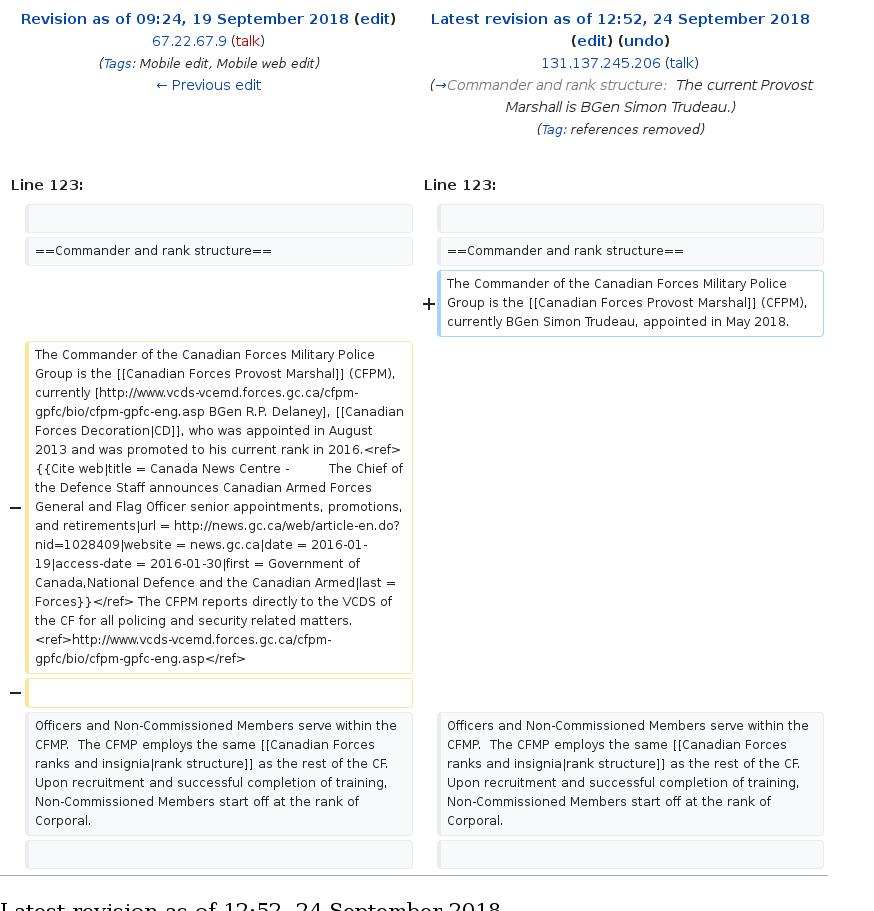 Revision as of 09:24, 19 September 2018 (edit)
67.22.67.9 (talk)
(Tags: Mobile edit, Mobile web edit)
← Previous edit
Latest revision as of 12:52, 24 September 2018
(edit) (undo)
131.137.245.206 (talk)
(→Commander and rank structure: The current Provost
Marshall is BGen Simon Trudeau.)
(Tag: references removed)
Line 123:
Line 123:
==Commander and rank structure==
==Commander and rank structure==
+
The Commander of the Canadian Forces Military Police
Group is the [[Canadian Forces Provost Marshal]] (CFPM),
currently BGen Simon Trudeau, appointed in May 2018.
−
The Commander of the Canadian Forces Military Police
Group is the [[Canadian Forces Provost Marshal]] (CFPM),
currently [http://www.vcds-vcemd.forces.gc.ca/cfpm-
gpfc/bio/cfpm-gpfc-eng.asp BGen R.P. Delaney], [[Canadian
Forces Decoration|CD]], who was appointed in August
2013 and was promoted to his current rank in 2016.<ref>
{{Cite web|title = Canada News Centre - The Chief of
the Defence Staff announces Canadian Armed Forces
General and Flag Officer senior appointments, promotions,
and retirements|url = http://news.gc.ca/web/article-en.do?
nid=1028409|website = news.gc.ca|date = 2016-01-
19|access-date = 2016-01-30|first = Government of
Canada,National Defence and the Canadian Armed|last =
Forces}}</ref> The CFPM reports directly to the VCDS of
the CF for all policing and security related matters.
<ref>http://www.vcds-vcemd.forces.gc.ca/cfpm-
gpfc/bio/cfpm-gpfc-eng.asp</ref>
−
Officers and Non-Commissioned Members serve within the
CFMP. The CFMP employs the same [[Canadian Forces
ranks and insignia|rank structure]] as the rest of the CF.
Upon recruitment and successful completion of training,
Non-Commissioned Members start off at the rank of
Corporal.
Officers and Non-Commissioned Members serve within the
CFMP. The CFMP employs the same [[Canadian Forces
ranks and insignia|rank structure]] as the rest of the CF.
Upon recruitment and successful completion of training,
Non-Commissioned Members start off at the rank of
Corporal.
Latest revision as of 12:52, 24 September 2018